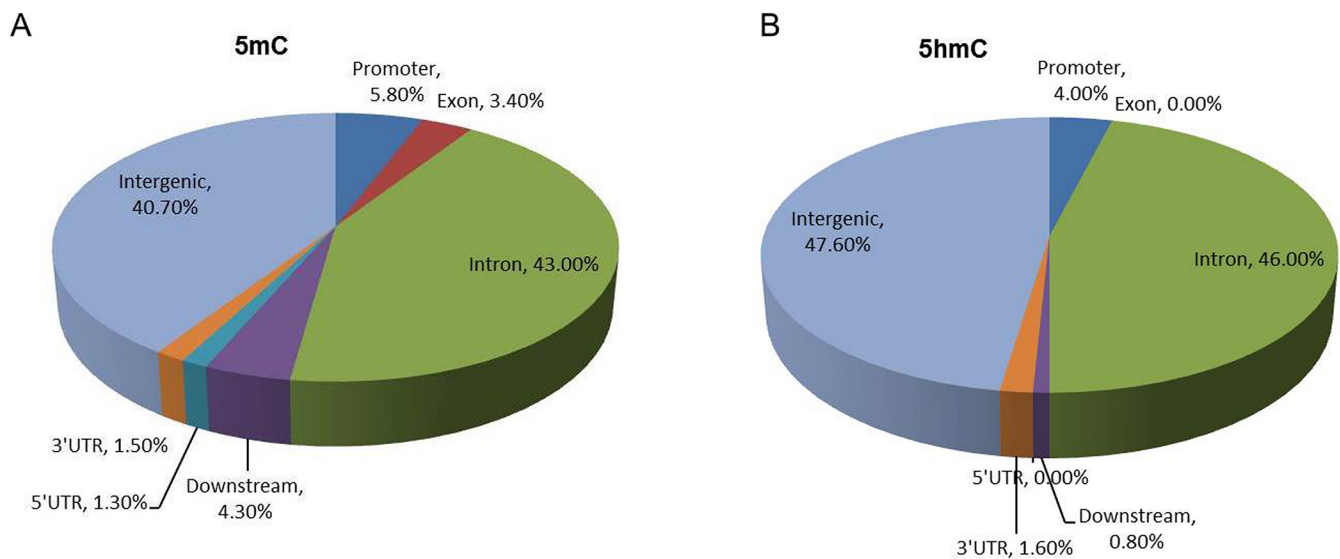 A
5mC
Promoter,
5.80%
Exon, 3.40%
Intergenic,
40.70%
Intron, 43.00%
3'UTR, 1.50%
5'UTR, 1.30%
Downstream,
4.30%
B
5hmC
Promoter,
4.00%
Exon, 0.00%
Intergenic,
47.60%
Intron, 46.00%
5'UTR, 0.00%
Downstream,
0.80%
3'UTR, 1.60%